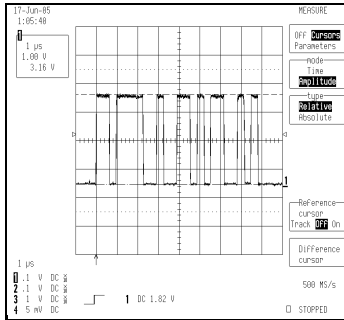 17-Jun-05
1:05:40
1
1 µs
1.00 V
3.16 V
1
1 µs
1 .1 V DC
2 .1 V DC
3 1 V DC
4 5 mV DC
1 DC 1.82 V
MEASURE
OFF Cursors
Parameters
mode
Time
Amplitude
type
Relative
Absolute
Reference
cursor
Track OFF On
Difference
cursor
500 MS/s
STOPPED